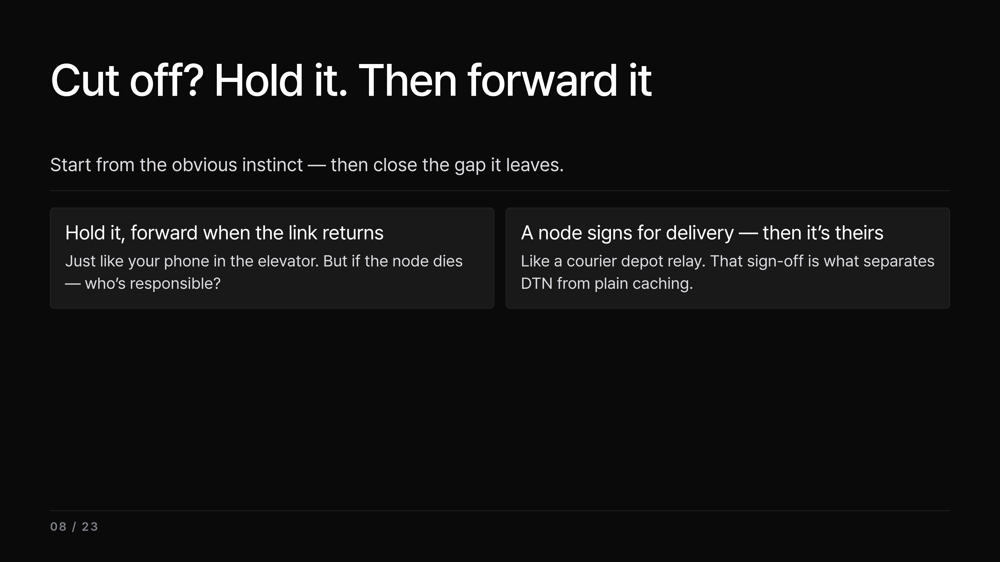 Cut off? Hold it. Then forward it
Start from the obvious instinct — then close the gap it leaves.
Hold it, forward when the link returns
Just like your phone in the elevator. But if the node dies
— who’s responsible?
A node signs for delivery — then it’s theirs
Like a courier depot relay. That sign-off is what separates
DTN from plain caching.
08 / 23